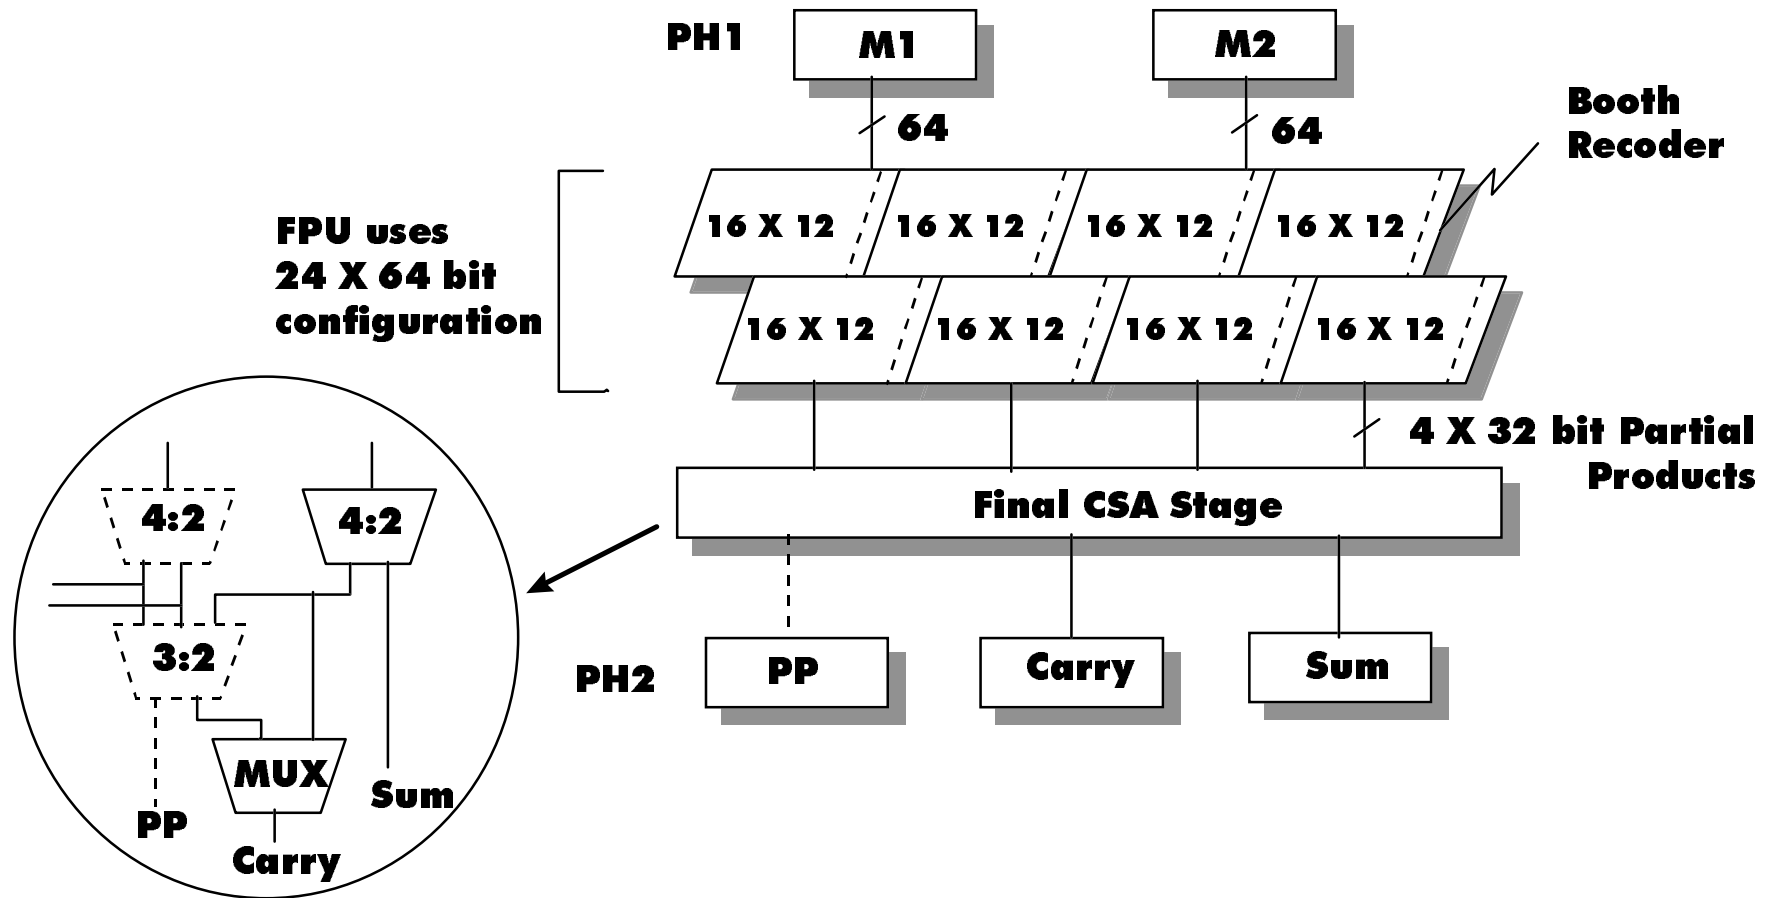 PH1
M1
M2
64
64
Booth
Recoder
16 X 12
16 X 12
16 X 12
16 X 12
FPU uses
24 X 64 bit
configuration
16 X 12
16 X 12
16 X 12
16 X 12
4 X 32 bit Partial
Products
Final CSA Stage
4:2
4:2
3:2
MUX
Sum
PP
Carry
PH2
PP
Carry
Sum